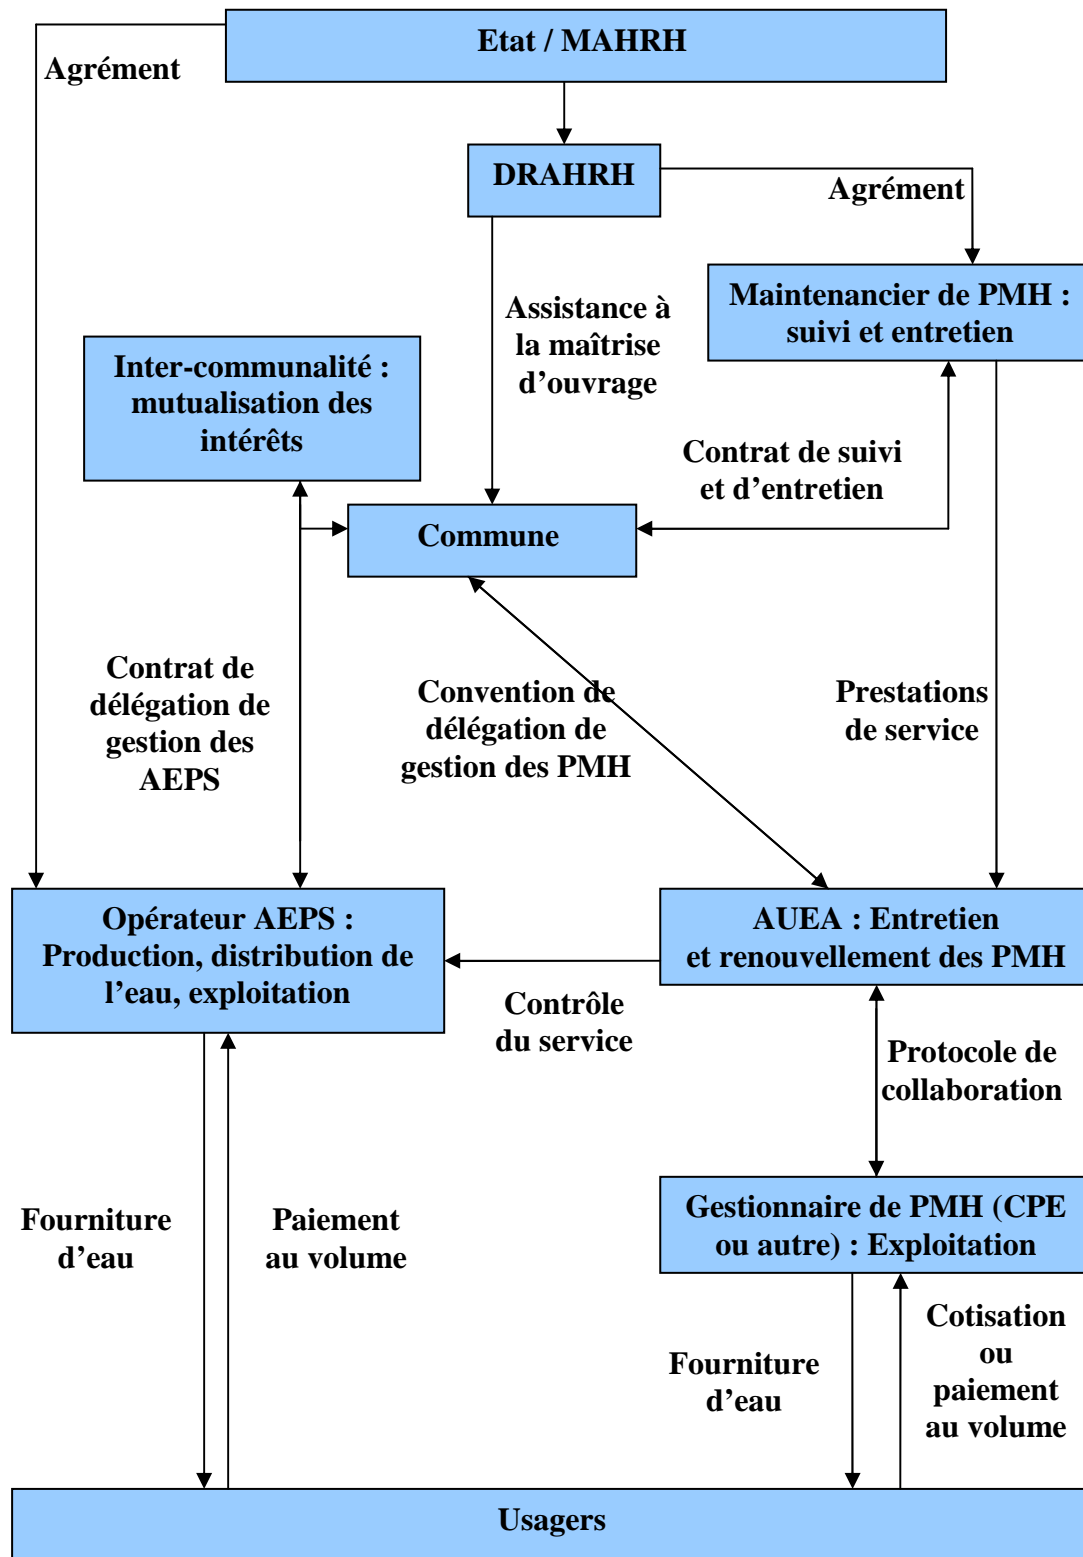 Etat / MAHRH
Agrément
DRAHRH
Agrément
Maintenancier de PMH :
suivi et entretien
Assistance à
la maîtrise
d’ouvrage
Inter-communalité :
mutualisation des
intérêts
Contrat de suivi
et d’entretien
Commune
Contrat de
délégation de
gestion des
AEPS
Convention de
délégation de
gestion des PMH
Prestations
de service
Opérateur AEPS :
Production, distribution de
l’eau, exploitation
AUEA : Entretien
et renouvellement des PMH
Contrôle
du service
Protocole de
collaboration
Gestionnaire de PMH (CPE
ou autre) : Exploitation
Fourniture
d’eau
Paiement
au volume
Fourniture
d’eau
Cotisation
ou
paiement
au volume
Usagers